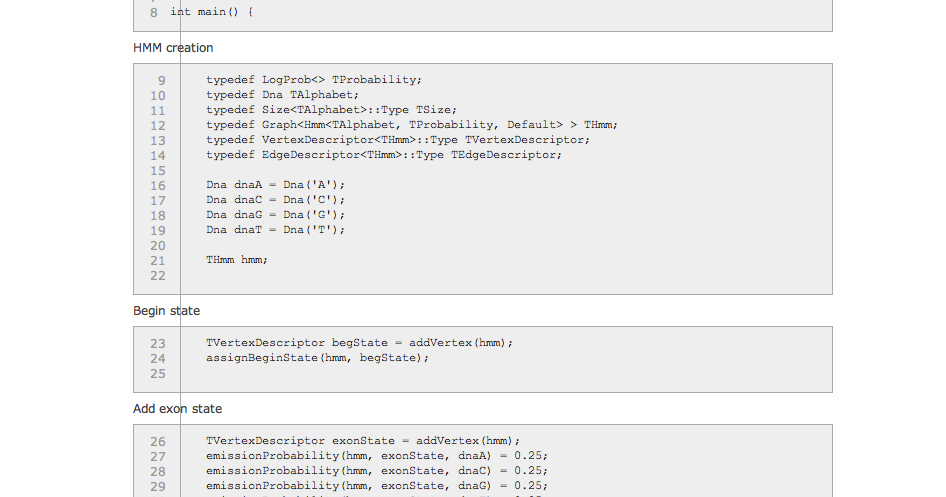 8 int main() {
HMM creation
9 typedef LogProb<> TProbability;
10 typedef Dna TAlphabet;
11 typedef Size<TAlphabet>::Type TSize;
12 typedef Graph<Hmm<TAlphabet, TProbability, Default> > THmm;
13 typedef VertexDescriptor<THmm>::Type TVertexDescriptor;
14 typedef EdgeDescriptor<THmm>::Type TEdgeDescriptor;
15
16 Dna dnaA = Dna('A');
17 Dna dnaC = Dna('C');
18 Dna dnaG = Dna('G');
19 Dna dnaT = Dna('T');
20
21 THmm hmm;
22
Begin state
23 TVertexDescriptor begState = addVertex(hmm);
24 assignBeginState(hmm, begState);
25
Add exon state
26 TVertexDescriptor exonState = addVertex(hmm);
27 emissionProbability(hmm, exonState, dnaA) = 0.25;
28 emissionProbability(hmm, exonState, dnaC) = 0.25;
29 emissionProbability(hmm, exonState, dnaG) = 0.25;